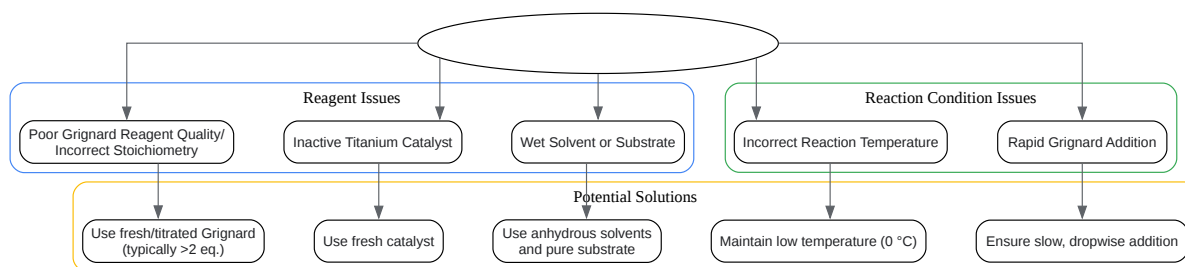 Reagent Issues
Reaction Condition Issues
Poor Grignard Reagent Quality/
Incorrect Stoichiometry
Inactive Titanium Catalyst
Wet Solvent or Substrate
Incorrect Reaction Temperature
Rapid Grignard Addition
Potential Solutions
Use fresh/titrated Grignard
(typically >2 eq.)
Use fresh catalyst
Use anhydrous solvents
and pure substrate
Maintain low temperature (0 °C)
Ensure slow, dropwise addition